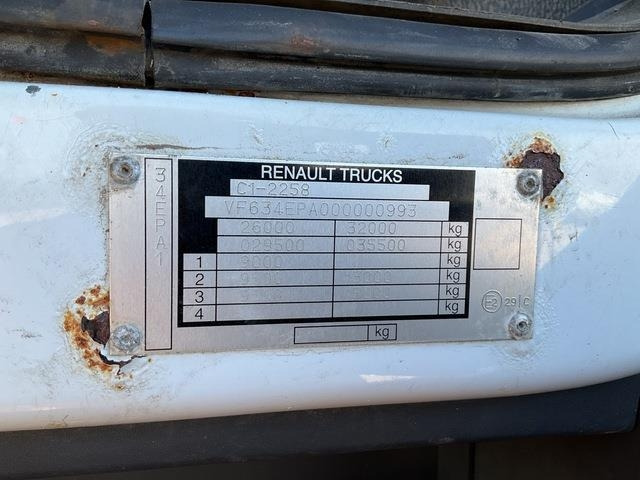 RENAULT TRUCKS
C1-2258
VF634EPA000000993
26000 32000 kg
029500 035500 kg
1 9000 kg
2 kg
3 kg
4
kg
34EPA1
E2 29 C